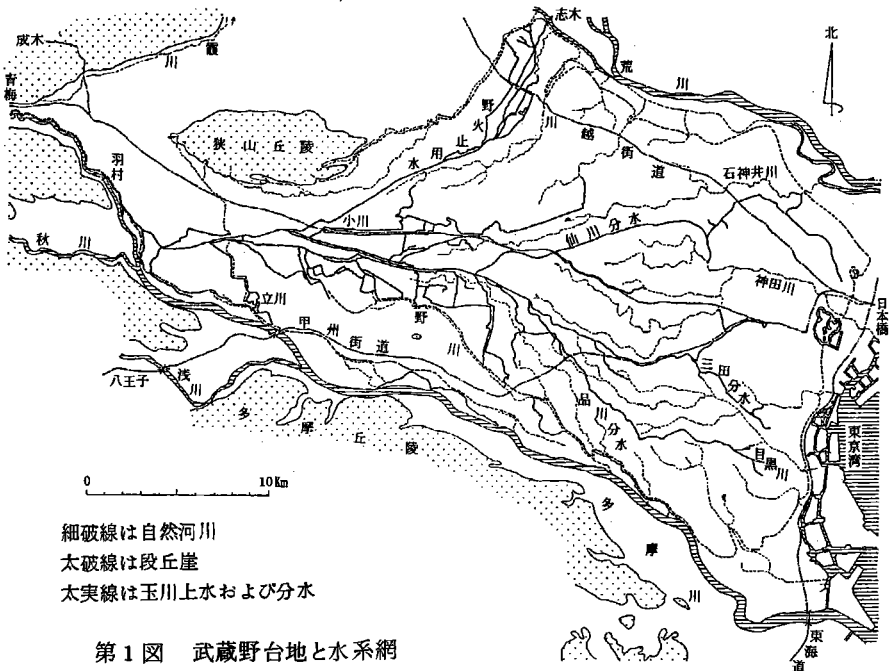 志木
北
成木
霞川
荒川
青梅
野火止用水
川越街道
狭山丘陵
羽村
石神井川
小川
仙川分水
秋川
神田川
立川
日本橋
野川
甲州街道
三田分水
八王子
浅川
品川分水
多摩丘陵
目黒川
東京湾
0 10Km
多摩川
細破線は自然河川
太破線は段丘崖
太実線は玉川上水および分水
東海道
第1図 武蔵野台地と水系網